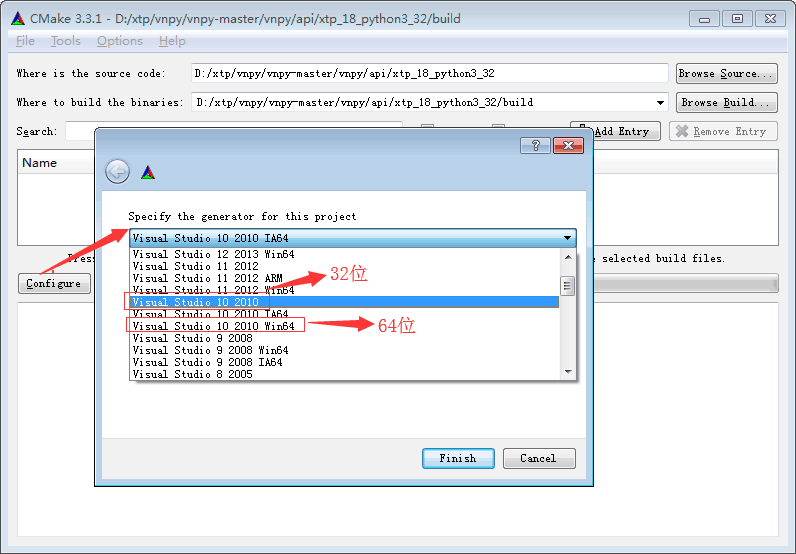 CMake 3.3.1 - D:/xtp/vnpy/vnpy-master/vnpy/api/xtp_18_python3_32/build
File Tools Options Help
Where is the source code: D:/xtp/vnpy/vnpy-master/vnpy/api/xtp_18_python3_32 Browse Source...
Where to build the binaries: D:/xtp/vnpy/vnpy-master/vnpy/api/xtp_18_python3_32/build Browse Build...
Search: Add Entry Remove Entry
Name
Specify the generator for this project
Visual Studio 10 2010 IA64
Visual Studio 12 2013 Win64
Visual Studio 11 2012
Visual Studio 11 2012 ARM
Visual Studio 11 2012 Win64
32位
Visual Studio 10 2010
Visual Studio 10 2010 IA64
Visual Studio 10 2010 Win64
64位
Visual Studio 9 2008
Visual Studio 9 2008 Win64
Visual Studio 9 2008 IA64
Visual Studio 8 2005
selected build files.
Configure
Finish Cancel